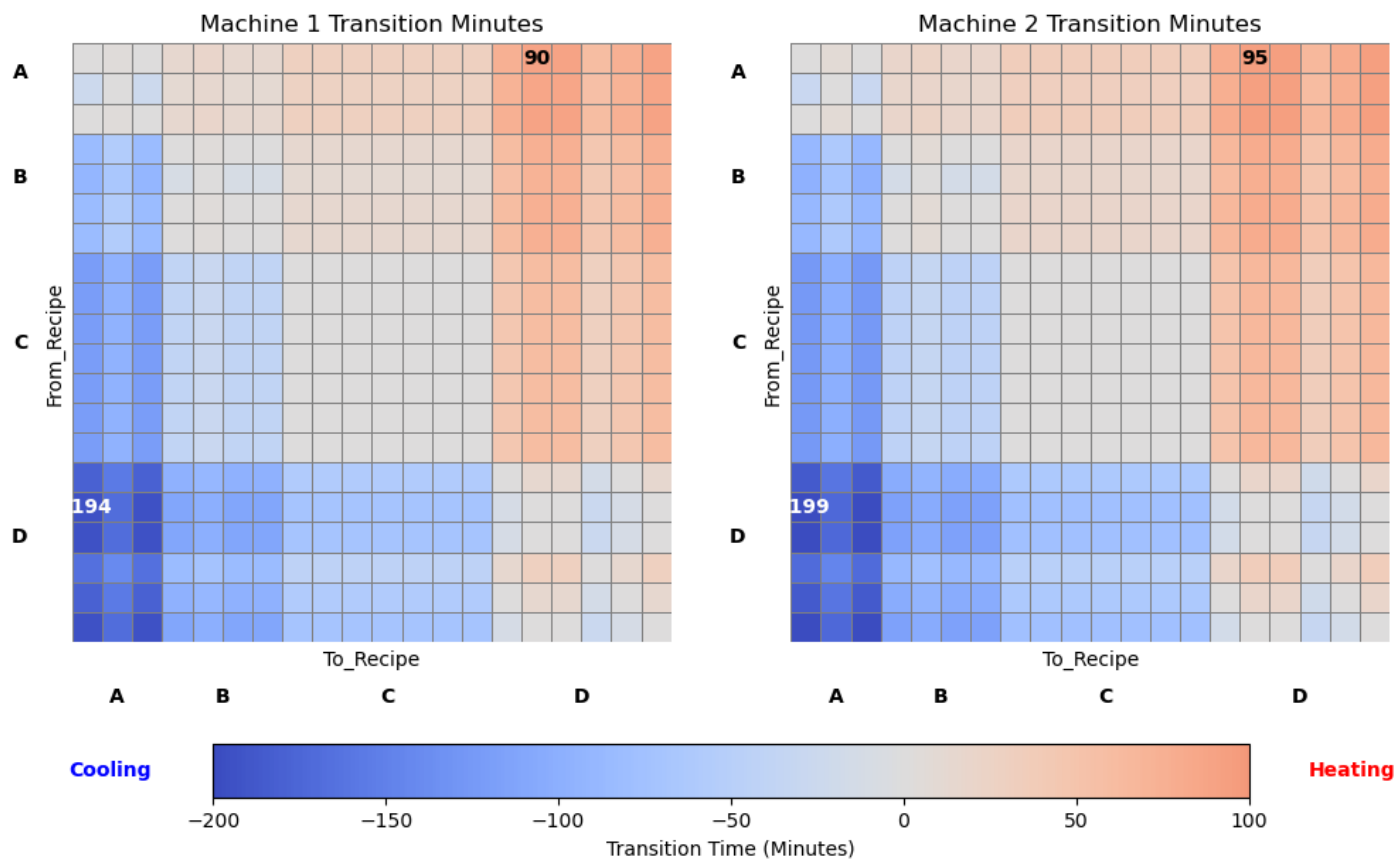 Machine 1 Transition Minutes
Machine 2 Transition Minutes
90
95
A
B
C
D
From_Recipe
194
A
B
C
D
From_Recipe
199
To_Recipe
To_Recipe
A B C D
A B C D
Cooling
Heating
−200 −150 −100 −50 0 50 100
Transition Time (Minutes)